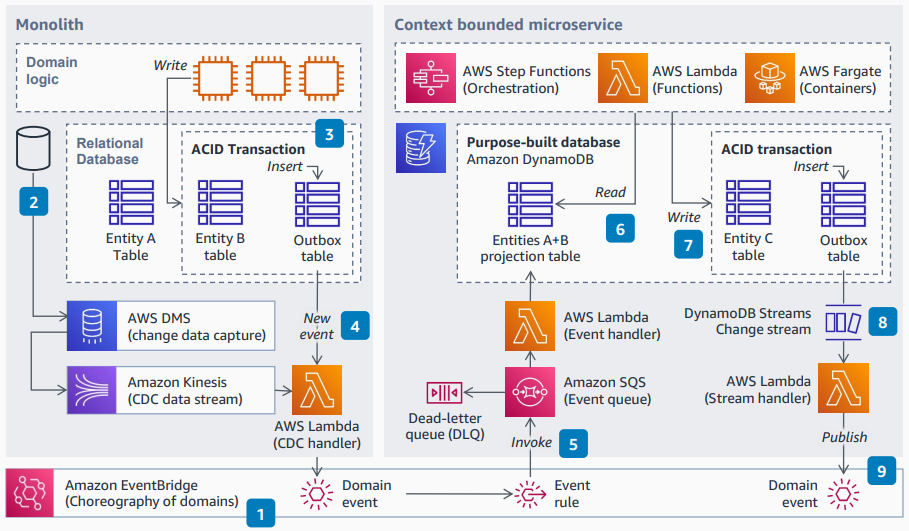 Monolith
Domain
logic
Write
2
Relational
Database
3
ACID Transaction
Insert
Entity A
Table
Entity B
table
Outbox
table
AWS DMS
(change data capture)
New
event
4
Amazon Kinesis
(CDC data stream)
AWS Lambda
(CDC handler)
Context bounded microservice
AWS Step Functions
(Orchestration)
AWS Lambda
(Functions)
AWS Fargate
(Containers)
Purpose-built database
Amazon DynamoDB
Read
6
Entities A+B
projection table
Write
7
ACID transaction
Insert
Entity C
table
Outbox
table
AWS Lambda
(Event handler)
DynamoDB Streams
Change stream
8
Amazon SQS
(Event queue)
Dead-letter
queue (DLQ)
Invoke
5
AWS Lambda
(Stream handler)
Publish
9
Amazon EventBridge
(Choreography of domains)
1
Domain
event
Event
rule
Domain
event